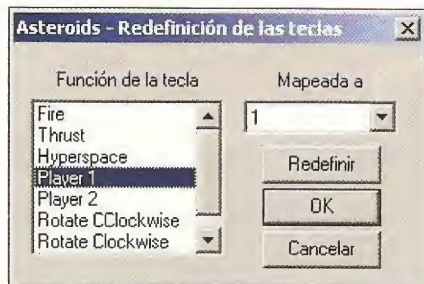 Asteroids - Redefinición de las teclas
Función de la tecla
Mapeada a
Fire
Thrust
Hyperspace
Player 1
Player 2
Rotate CClockwise
Rotate Clockwise
1
Redefinir
OK
Cancelar